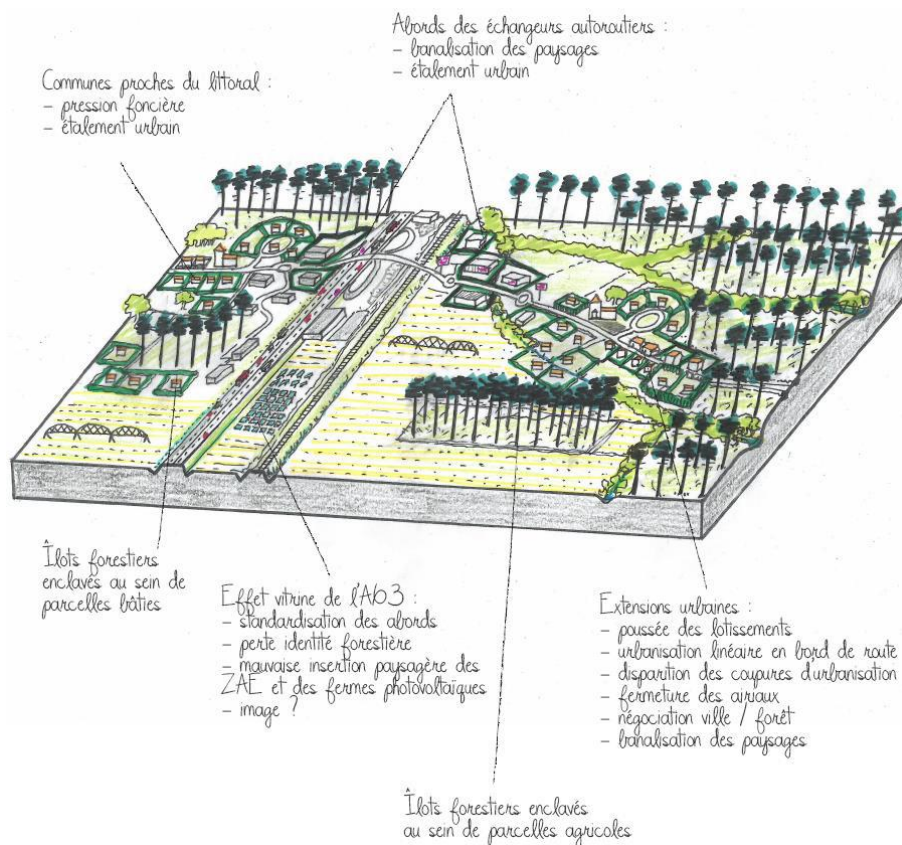 Abords des échangeurs autoroutiers :
- banalisation des paysages
- étalement urbain
Communes proches du littoral :
- pression foncière
- étalement urbain
Îlots forestiers
enclavés au sein de
parcelles bâties
Effet vitrine de l'A63 :
- standardisation des abords
- perte identité forestière
- mauvaise insertion paysagère des
ZAE et des fermes photovoltaïques
- image ?
Extensions urbaines :
- poussée des lotissements
- urbanisation linéaire en bord de route
- disparition des coupures d'urbanisation
- fermeture des airiaux
- négociation ville / forêt
- banalisation des paysages
Îlots forestiers enclavés
au sein de parcelles agricoles